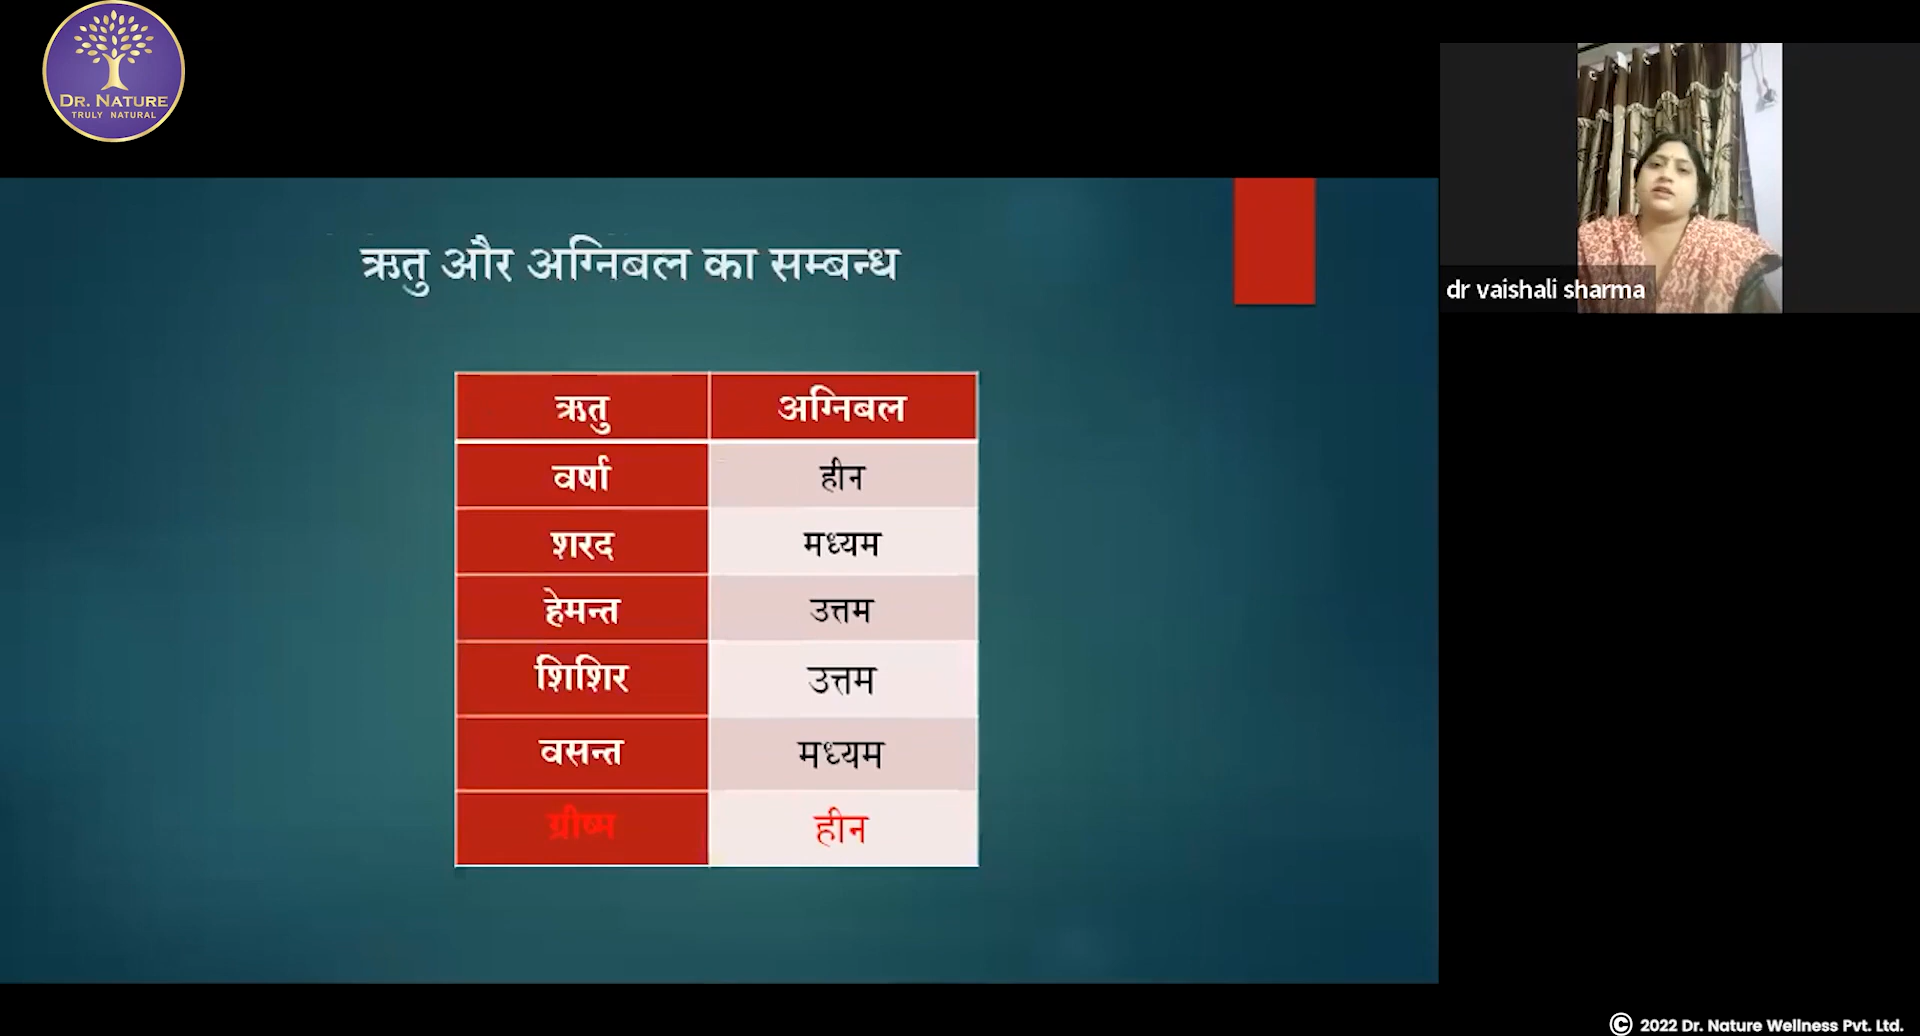 DR. NATURE
TRULY NATURAL
dr vaishali sharma
ऋतु और अग्निबल का सम्बन्ध
ऋतु अग्निबल
वर्षा हीन
शरद मध्यम
हेमन्त उत्तम
शिशिर उत्तम
वसन्त मध्यम
ग्रीष्म हीन
© 2022 Dr. Nature Wellness Pvt. Ltd.